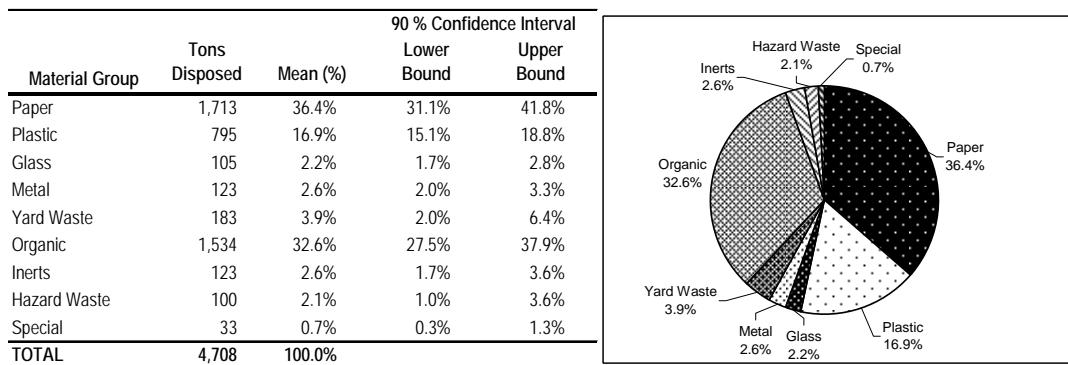 90 % Confidence Interval
Tons Lower Upper
Material Group Disposed Mean (%) Bound Bound
Paper 1,713 36.4% 31.1% 41.8%
Plastic 795 16.9% 15.1% 18.8%
Glass 105 2.2% 1.7% 2.8%
Metal 123 2.6% 2.0% 3.3%
Yard Waste 183 3.9% 2.0% 6.4%
Organic 1,534 32.6% 27.5% 37.9%
Inerts 123 2.6% 1.7% 3.6%
Hazard Waste 100 2.1% 1.0% 3.6%
Special 33 0.7% 0.3% 1.3%
TOTAL 4,708 100.0%
Hazard Waste
2.1%
Special
0.7%
Inerts
2.6%
Paper
36.4%
Organic
32.6%
Yard Waste
3.9%
Metal
2.6%
Glass
2.2%
Plastic
16.9%